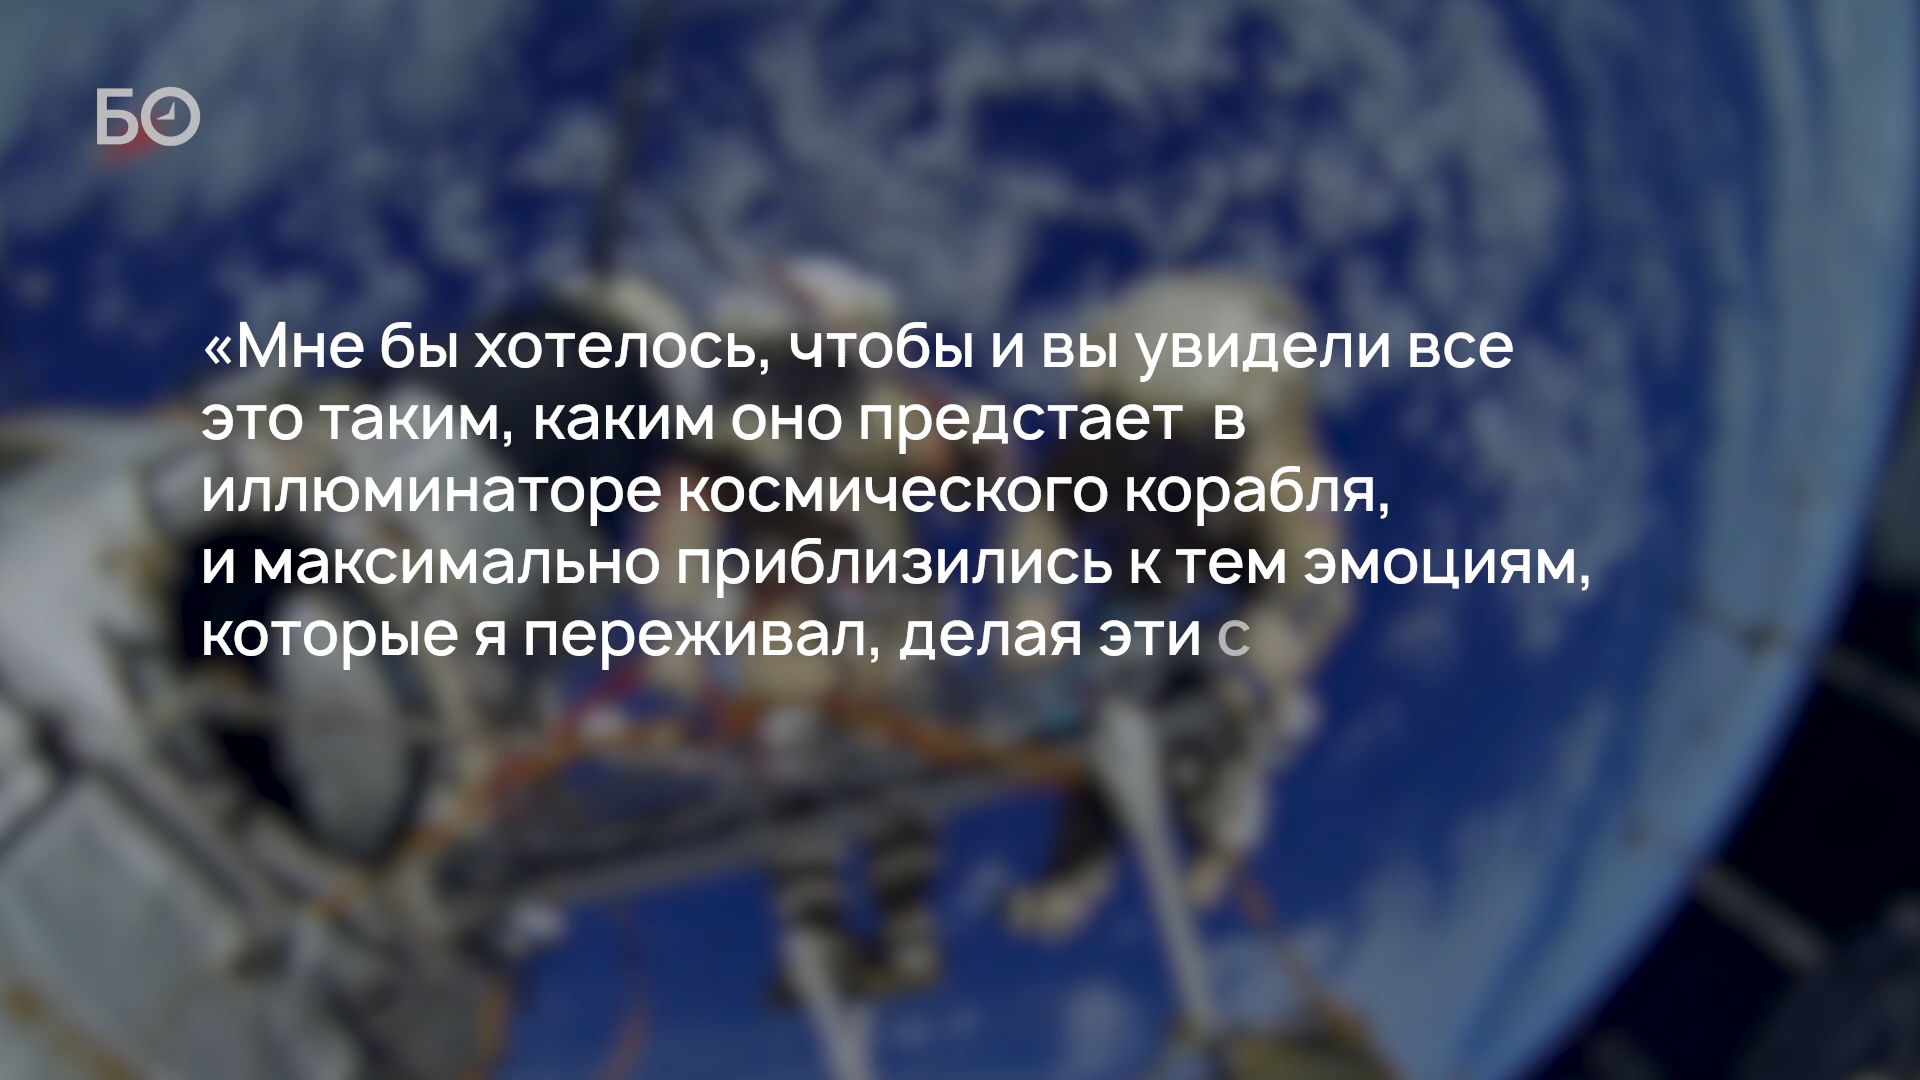 БО
«Мне бы хотелось, чтобы и вы увидели все
это таким, каким оно предстает  в
иллюминаторе космического корабля,
и максимально приблизились к тем эмоциям,
которые я переживал, делая эти с